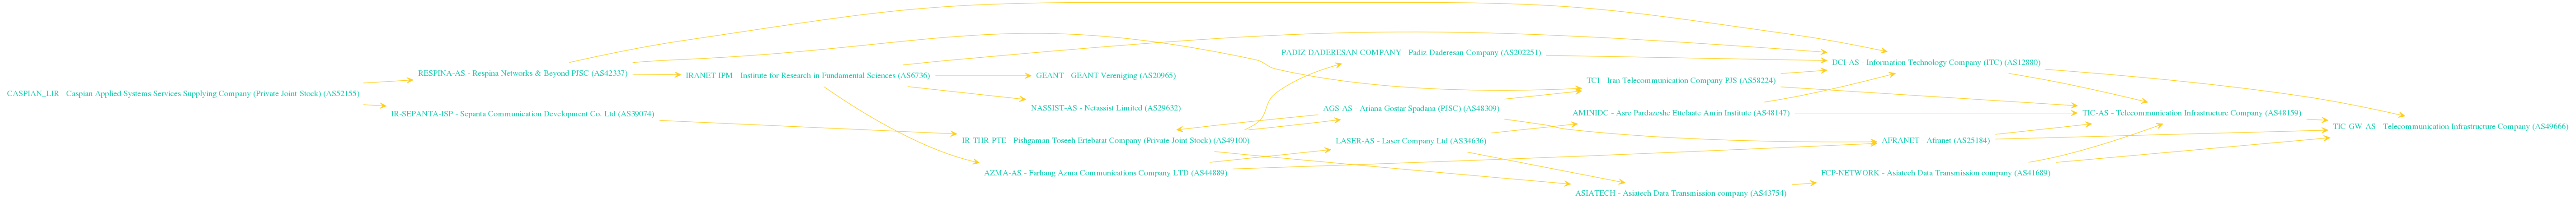 CASPIAN_LIR - Caspian Applied Systems Services Supplying Company (Private Joint-Stock) (AS52155)
RESPINA-AS - Respina Networks & Beyond PJSC (AS42337)
IR-SEPANTA-ISP - Sepanta Communication Development Co. Ltd (AS39074)
IRANET-IPM - Institute for Research in Fundamental Sciences (AS6736)
GEANT - GEANT Vereniging (AS20965)
NASSIST-AS - Netassist Limited (AS29632)
IR-THR-PTE - Pishgaman Toseeh Ertebatat Company (Private Joint Stock) (AS49100)
AZMA-AS - Farhang Azma Communications Company LTD (AS44889)
PADIZ-DADERESAN-COMPANY - Padiz-Daderesan-Company (AS202251)
AGS-AS - Ariana Gostar Spadana (PJSC) (AS48309)
LASER-AS - Laser Company Ltd (AS34636)
TCI - Iran Telecommunication Company PJS (AS58224)
AMINIDC - Asre Pardazeshe Ettelaate Amin Institute (AS48147)
ASIATECH - Asiatech Data Transmission company (AS43754)
DCI-AS - Information Technology Company (ITC) (AS12880)
AFRANET - Afranet (AS25184)
FCP-NETWORK - Asiatech Data Transmission company (AS41689)
TIC-AS - Telecommunication Infrastructure Company (AS48159)
TIC-GW-AS - Telecommunication Infrastructure Company (AS49666)